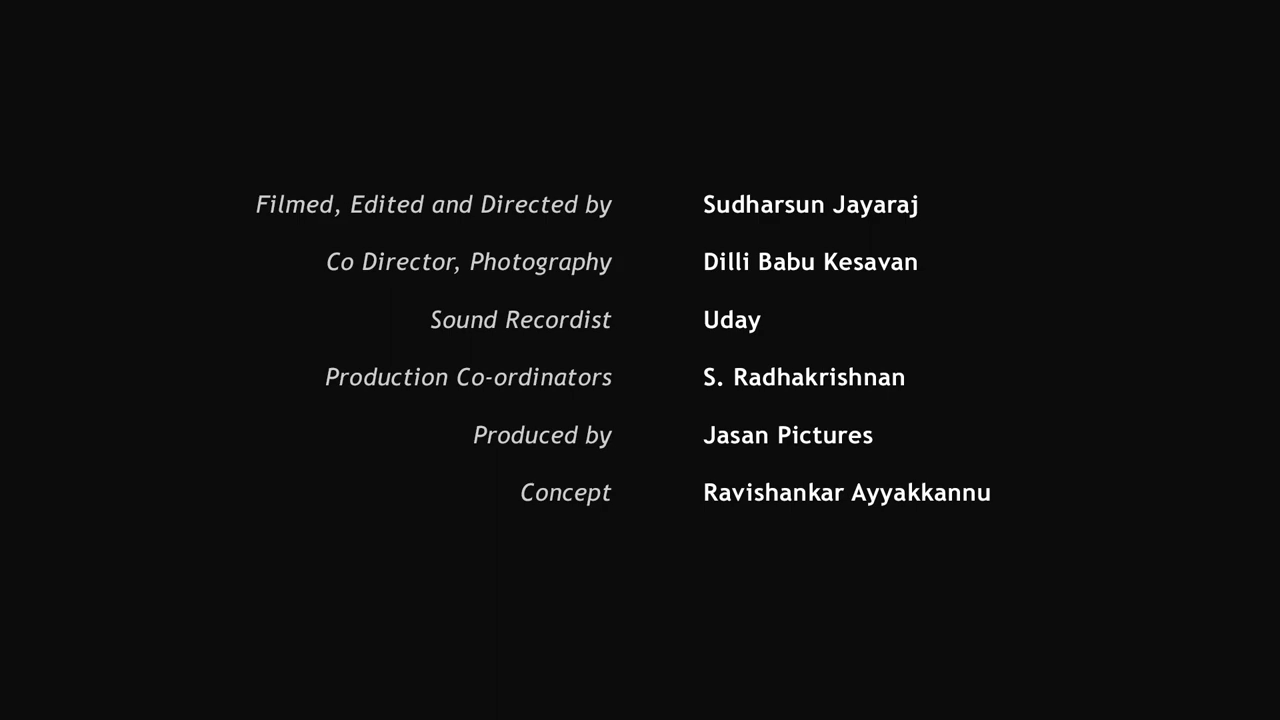 Filmed, Edited and Directed by Sudharsun Jayaraj
Co Director, Photography Dilli Babu Kesavan
Sound Recordist Uday
Production Co-ordinators S. Radhakrishnan
Produced by Jasan Pictures
Concept Ravishankar Ayyakkannu